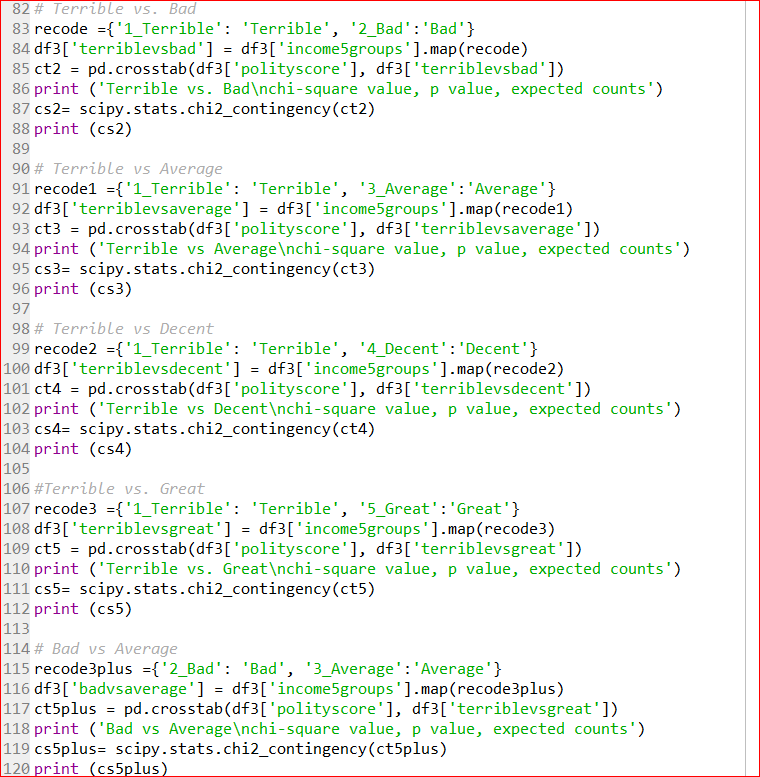 82 # Terrible vs. Bad
83 recode ={'1_Terrible': 'Terrible', '2_Bad':'Bad'}
84 df3['terriblevsbad'] = df3['income5groups'].map(recode)
85 ct2 = pd.crosstab(df3['polityscore'], df3['terriblevsbad'])
86 print ('Terrible vs. Bad\nchi-square value, p value, expected counts')
87 cs2= scipy.stats.chi2_contingency(ct2)
88 print (cs2)
89
90 # Terrible vs Average
91 recode1 ={'1_Terrible': 'Terrible', '3_Average':'Average'}
92 df3['terriblevsaverage'] = df3['income5groups'].map(recode1)
93 ct3 = pd.crosstab(df3['polityscore'], df3['terriblevsaverage'])
94 print ('Terrible vs Average\nchi-square value, p value, expected counts')
95 cs3= scipy.stats.chi2_contingency(ct3)
96 print (cs3)
97
98 # Terrible vs Decent
99 recode2 ={'1_Terrible': 'Terrible', '4_Decent':'Decent'}
100 df3['terriblevsdecent'] = df3['income5groups'].map(recode2)
101 ct4 = pd.crosstab(df3['polityscore'], df3['terriblevsdecent'])
102 print ('Terrible vs Decent\nchi-square value, p value, expected counts')
103 cs4= scipy.stats.chi2_contingency(ct4)
104 print (cs4)
105
106 #Terrible vs. Great
107 recode3 ={'1_Terrible': 'Terrible', '5_Great':'Great'}
108 df3['terriblevsgreat'] = df3['income5groups'].map(recode3)
109 ct5 = pd.crosstab(df3['polityscore'], df3['terriblevsgreat'])
110 print ('Terrible vs. Great\nchi-square value, p value, expected counts')
111 cs5= scipy.stats.chi2_contingency(ct5)
112 print (cs5)
113
114 # Bad vs Average
115 recode3plus ={'2_Bad': 'Bad', '3_Average':'Average'}
116 df3['badvsaverage'] = df3['income5groups'].map(recode3plus)
117 ct5plus = pd.crosstab(df3['polityscore'], df3['terriblevsgreat'])
118 print ('Bad vs Average\nchi-square value, p value, expected counts')
119 cs5plus= scipy.stats.chi2_contingency(ct5plus)
120 print (cs5plus)